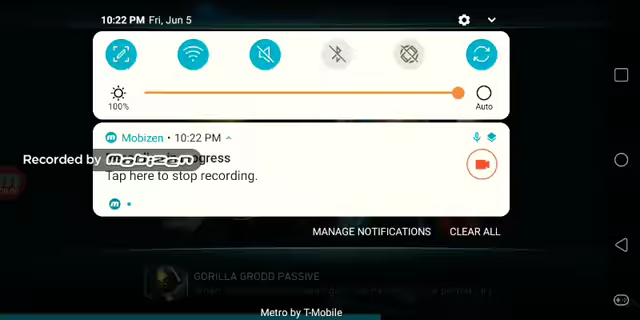 10:22 PM Fri, Jun 5
100%
Auto
Mobizen • 10:22 PM
Recorded by mobizen
Tap here to stop recording.
MANAGE NOTIFICATIONS
CLEAR ALL
GORILLA GRODD PASSIVE
Metro by T-Mobile